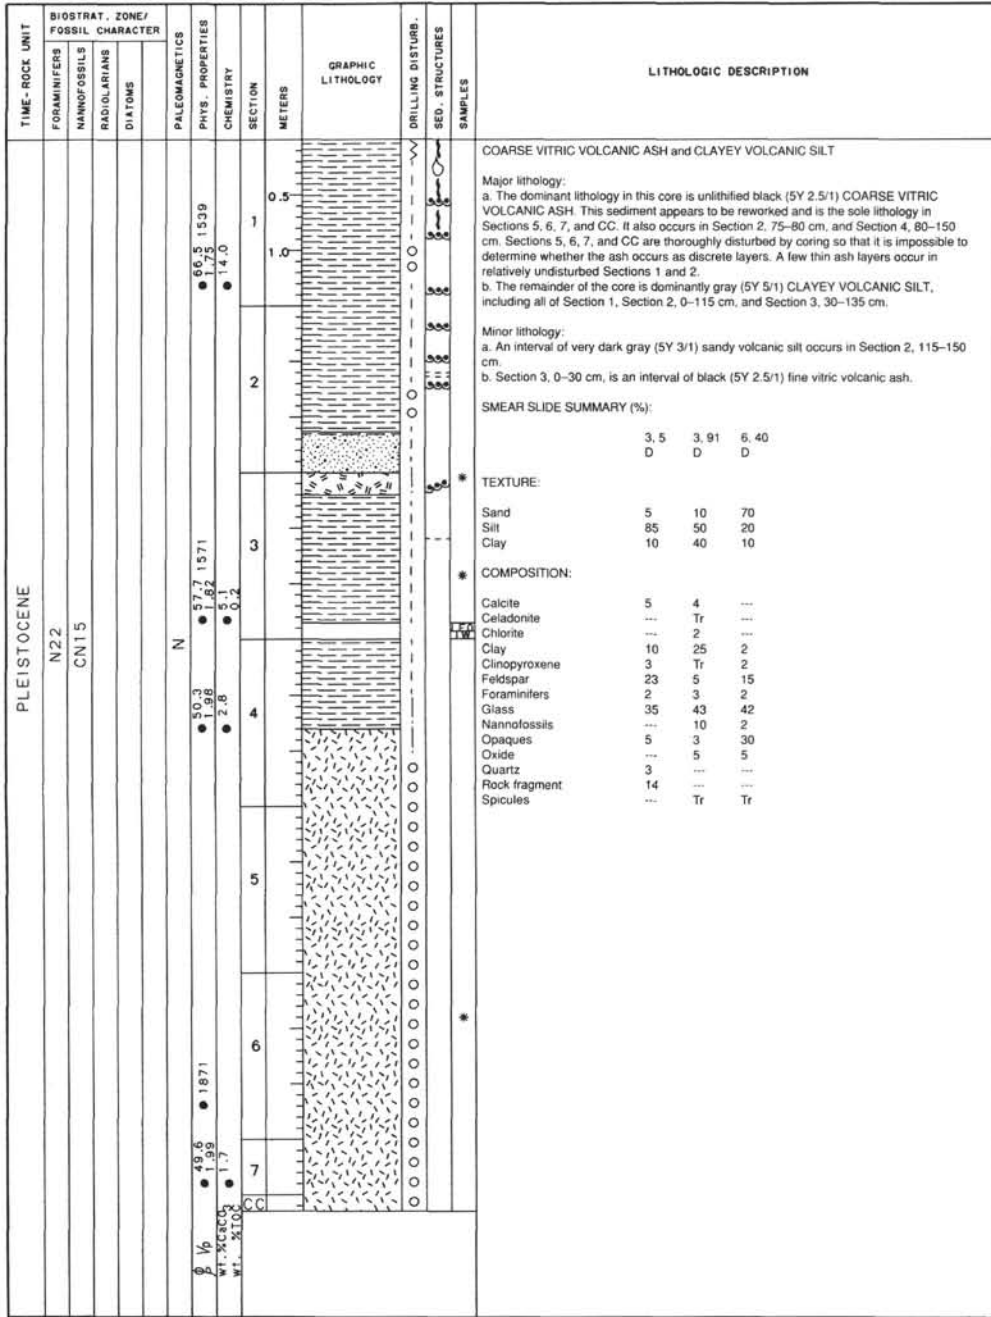 TIME-ROCK UNIT
BIOSTRAT. ZONE/
FOSSIL CHARACTER
FORAMINIFERS
NANNOFOSSILS
RADIOLARIANS
DIATOMS
PALEOMAGNETICS
PHYS. PROPERTIES
CHEMISTRY
SECTION
METERS
GRAPHIC
LITHOLOGY
DRILLING DISTURB.
SED. STRUCTURES
SAMPLES
LITHOLOGIC DESCRIPTION
PLEISTOCENE
N22
CN15
N
66.5 1539
1.75
14.0
57.7 1571
1.82
5.1
0.2
50.3
1.98
2.8
1871
49.6
1.99
1.7
ϕ Vp
ρ
wt. %CaCO3
wt. %TOC
1
2
3
4
5
6
7
CC
0.5
1.0
IW
*
*
*
COARSE VITRIC VOLCANIC ASH and CLAYEY VOLCANIC SILT
Major lithology:
a. The dominant lithology in this core is unlithified black (5Y 2.5/1) COARSE VITRIC
VOLCANIC ASH. This sediment appears to be reworked and is the sole lithology in
Sections 5, 6, 7, and CC. It also occurs in Section 2, 75–80 cm, and Section 4, 80–150
cm. Sections 5, 6, 7, and CC are thoroughly disturbed by coring so that it is impossible to
determine whether the ash occurs as discrete layers. A few thin ash layers occur in
relatively undisturbed Sections 1 and 2.
b. The remainder of the core is dominantly gray (5Y 5/1) CLAYEY VOLCANIC SILT,
including all of Section 1, Section 2, 0–115 cm, and Section 3, 30–135 cm.
Minor lithology:
a. An interval of very dark gray (5Y 3/1) sandy volcanic silt occurs in Section 2, 115–150
cm.
b. Section 3, 0–30 cm, is an interval of black (5Y 2.5/1) fine vitric volcanic ash.
SMEAR SLIDE SUMMARY (%):
3, 5 3, 91 6, 40
D D D
TEXTURE:
Sand 5 10 70
Silt 85 50 20
Clay 10 40 10
COMPOSITION:
Calcite 5 4 ---
Celadonite --- Tr ---
Chlorite --- 2 ---
Clay 10 25 2
Clinopyroxene 3 Tr 2
Feldspar 23 5 15
Foraminifers 2 3 2
Glass 35 43 42
Nannofossils --- 10 2
Opaques 5 3 30
Oxide --- 5 5
Quartz 3 --- ---
Rock fragment 14 --- ---
Spicules --- Tr Tr